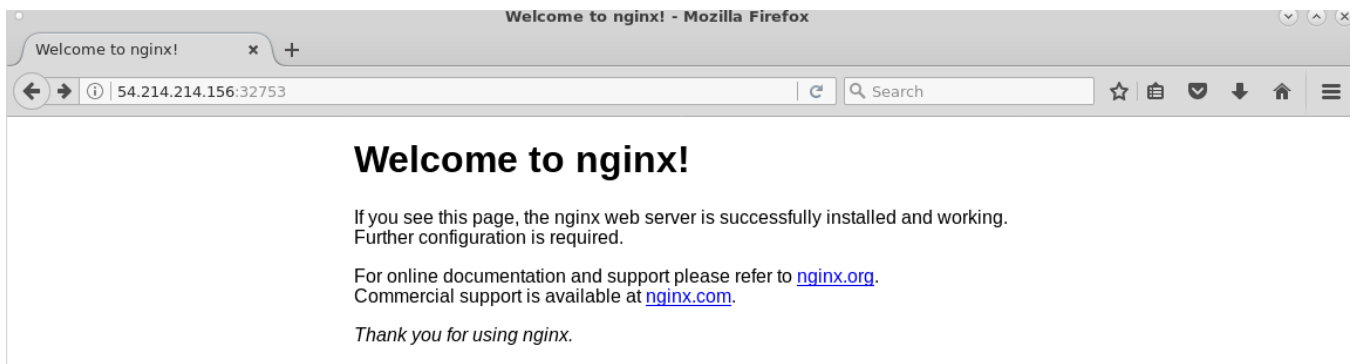 Welcome to nginx! - Mozilla Firefox
Welcome to nginx!
54.214.214.156:32753
Search
Welcome to nginx!
If you see this page, the nginx web server is successfully installed and working.
Further configuration is required.
For online documentation and support please refer to nginx.org.
Commercial support is available at nginx.com.
Thank you for using nginx.